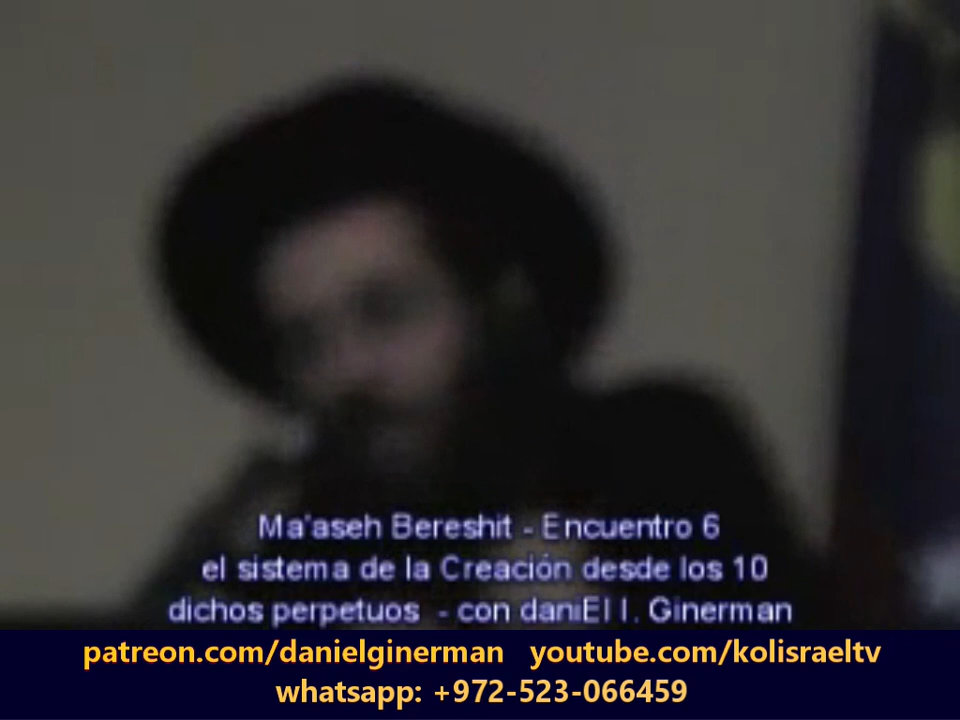 Ma'aseh Bereshit - Encuentro 6
el sistema de la Creación desde los 10
dichos perpetuos - con daniEl I. Ginerman
patreon.com/danielginerman youtube.com/kolisraeltv
whatsapp: +972-523-066459